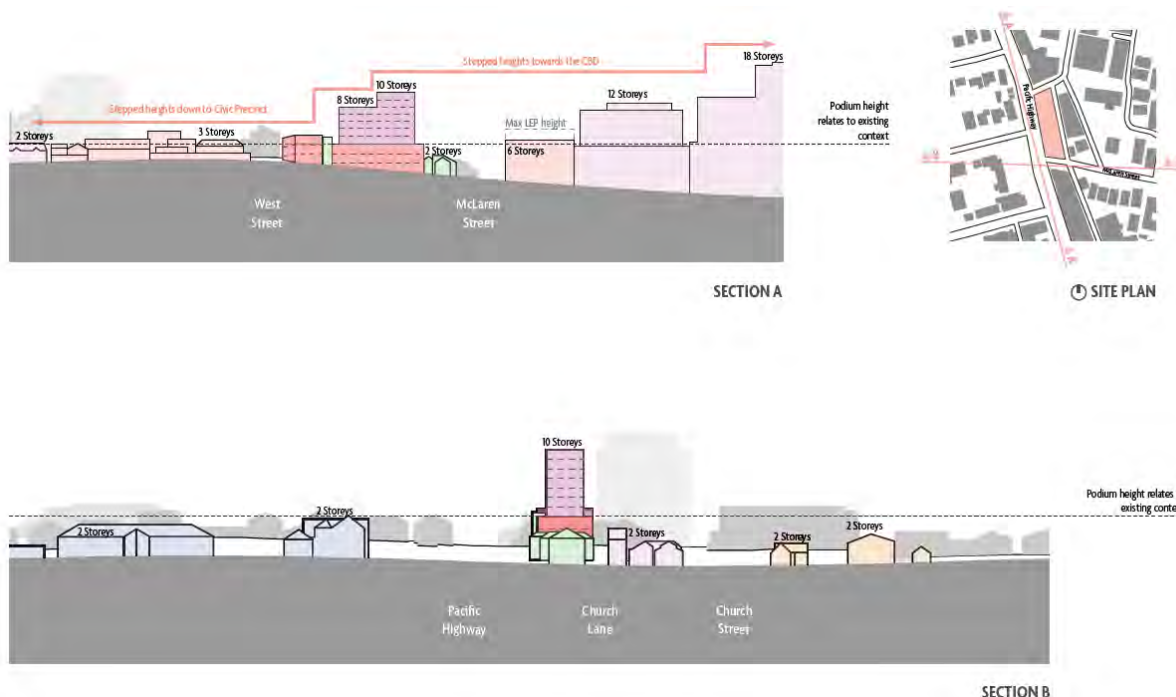 18 Storeys
Stepped heights towards the CBD
10 Storeys
12 Storeys
8 Storeys
Stepped heights down to Civic Precinct
Podium height
relates to existing
context
Max LEP height
2 Storeys
3 Storeys
2 Storeys
6 Storeys
West
Street
McLaren
Street
SECTION A
Pacific Highway
SITE PLAN
10 Storeys
Podium height relates
existing conte
2 Storeys
2 Storeys
2 Storeys
2 Storeys
2 Storeys
Pacific
Highway
Church
Lane
Church
Street
SECTION B